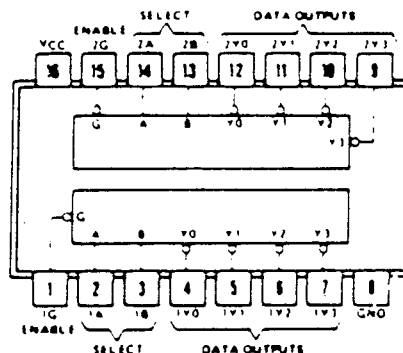 SELECT DATA OUTPUTS
ENABLE
VCC 2G 2A 2B 2Y0 2Y1 2Y2 2Y3
16 15 14 13 12 11 10 9
G A B Y0 Y1 Y2
Y3
G
A B Y0 Y1 Y2 Y3
1 2 3 4 5 6 7 8
1G 1A 1B 1Y0 1Y1 1Y2 1Y3 GND
ENABLE
SELECT DATA OUTPUTS